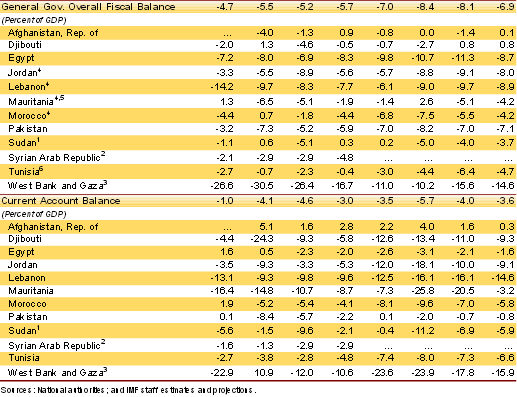 General Gov. Overall Fiscal Balance -4.7 -5.5 -5.2 -5.7 -5.7 -8.4 -8.1 -6.9
(Percent of GDP)
Afghanistan, Rep. of ... -4.0 -1.3 0.9 -0.8 0.0 -1.4 0.1
Djibouti -2.0 1.3 -4.6 -0.5 -0.7 -2.7 0.8 0.8
Egypt -7.2 -8.0 -6.9 -8.3 -9.8 -10.7 -11.3 -8.7
Jordan⁴ -3.3 -5.5 -8.9 -5.6 -5.7 -8.8 -9.1 -8.0
Lebanon⁴ -14.2 -9.7 -8.3 -7.7 -6.1 -9.0 -9.7 -8.9
Mauritania⁴,⁵ 1.3 -6.5 -5.1 -1.9 -1.4 2.6 -5.1 -4.2
Morocco⁴ -4.4 0.7 -1.8 -4.4 -6.8 -7.5 -5.5 -4.2
Pakistan -3.2 -7.3 -5.2 -5.9 -7.0 -8.2 -7.0 -7.1
Sudan¹ -1.1 0.6 -5.1 0.3 0.2 -5.0 -4.0 -3.7
Syrian Arab Republic² -2.1 -2.9 -2.9 -4.8 ... ... ... ...
Tunisia⁵ -2.7 -0.7 -2.3 -0.4 -3.0 -4.4 -6.4 -4.7
West Bank and Gaza³ -26.6 -30.5 -26.4 -16.7 -11.0 -10.2 -15.6 -14.6
Current Account Balance -1.0 -4.1 -4.6 -3.0 -3.5 -5.7 -4.0 -3.6
(Percent of GDP)
Afghanistan, Rep. of ... 5.1 1.6 2.8 2.2 4.0 1.6 0.3
Djibouti -4.4 -24.3 -9.3 -5.8 -12.6 -13.4 -11.0 -9.3
Egypt 1.6 0.5 -2.3 -2.0 -2.6 -3.1 -2.1 -1.6
Jordan -3.5 -9.3 -3.3 -5.3 -12.0 -18.1 -10.0 -9.1
Lebanon -13.1 -9.3 -9.8 -9.6 -12.5 -16.1 -16.1 -14.6
Mauritania -16.4 -14.8 -10.7 -8.7 -7.3 -25.8 -20.5 -3.2
Morocco 1.9 -5.2 -5.4 -4.1 -8.1 -9.6 -7.0 -5.8
Pakistan 0.1 -8.4 -5.7 -2.2 0.1 -2.0 -0.7 -0.8
Sudan¹ -5.6 -1.5 -9.6 -2.1 -0.4 -11.2 -6.9 -5.9
Syrian Arab Republic² -1.6 -1.3 -2.9 -2.9 ... ... ... ...
Tunisia -2.7 -3.8 -2.8 -4.8 -7.4 -8.0 -7.3 -6.6
West Bank and Gaza³ -22.9 10.9 -12.0 -10.6 -23.6 -23.9 -17.8 -15.9
Sources: National authorities; and IMF staff estimates and projections.